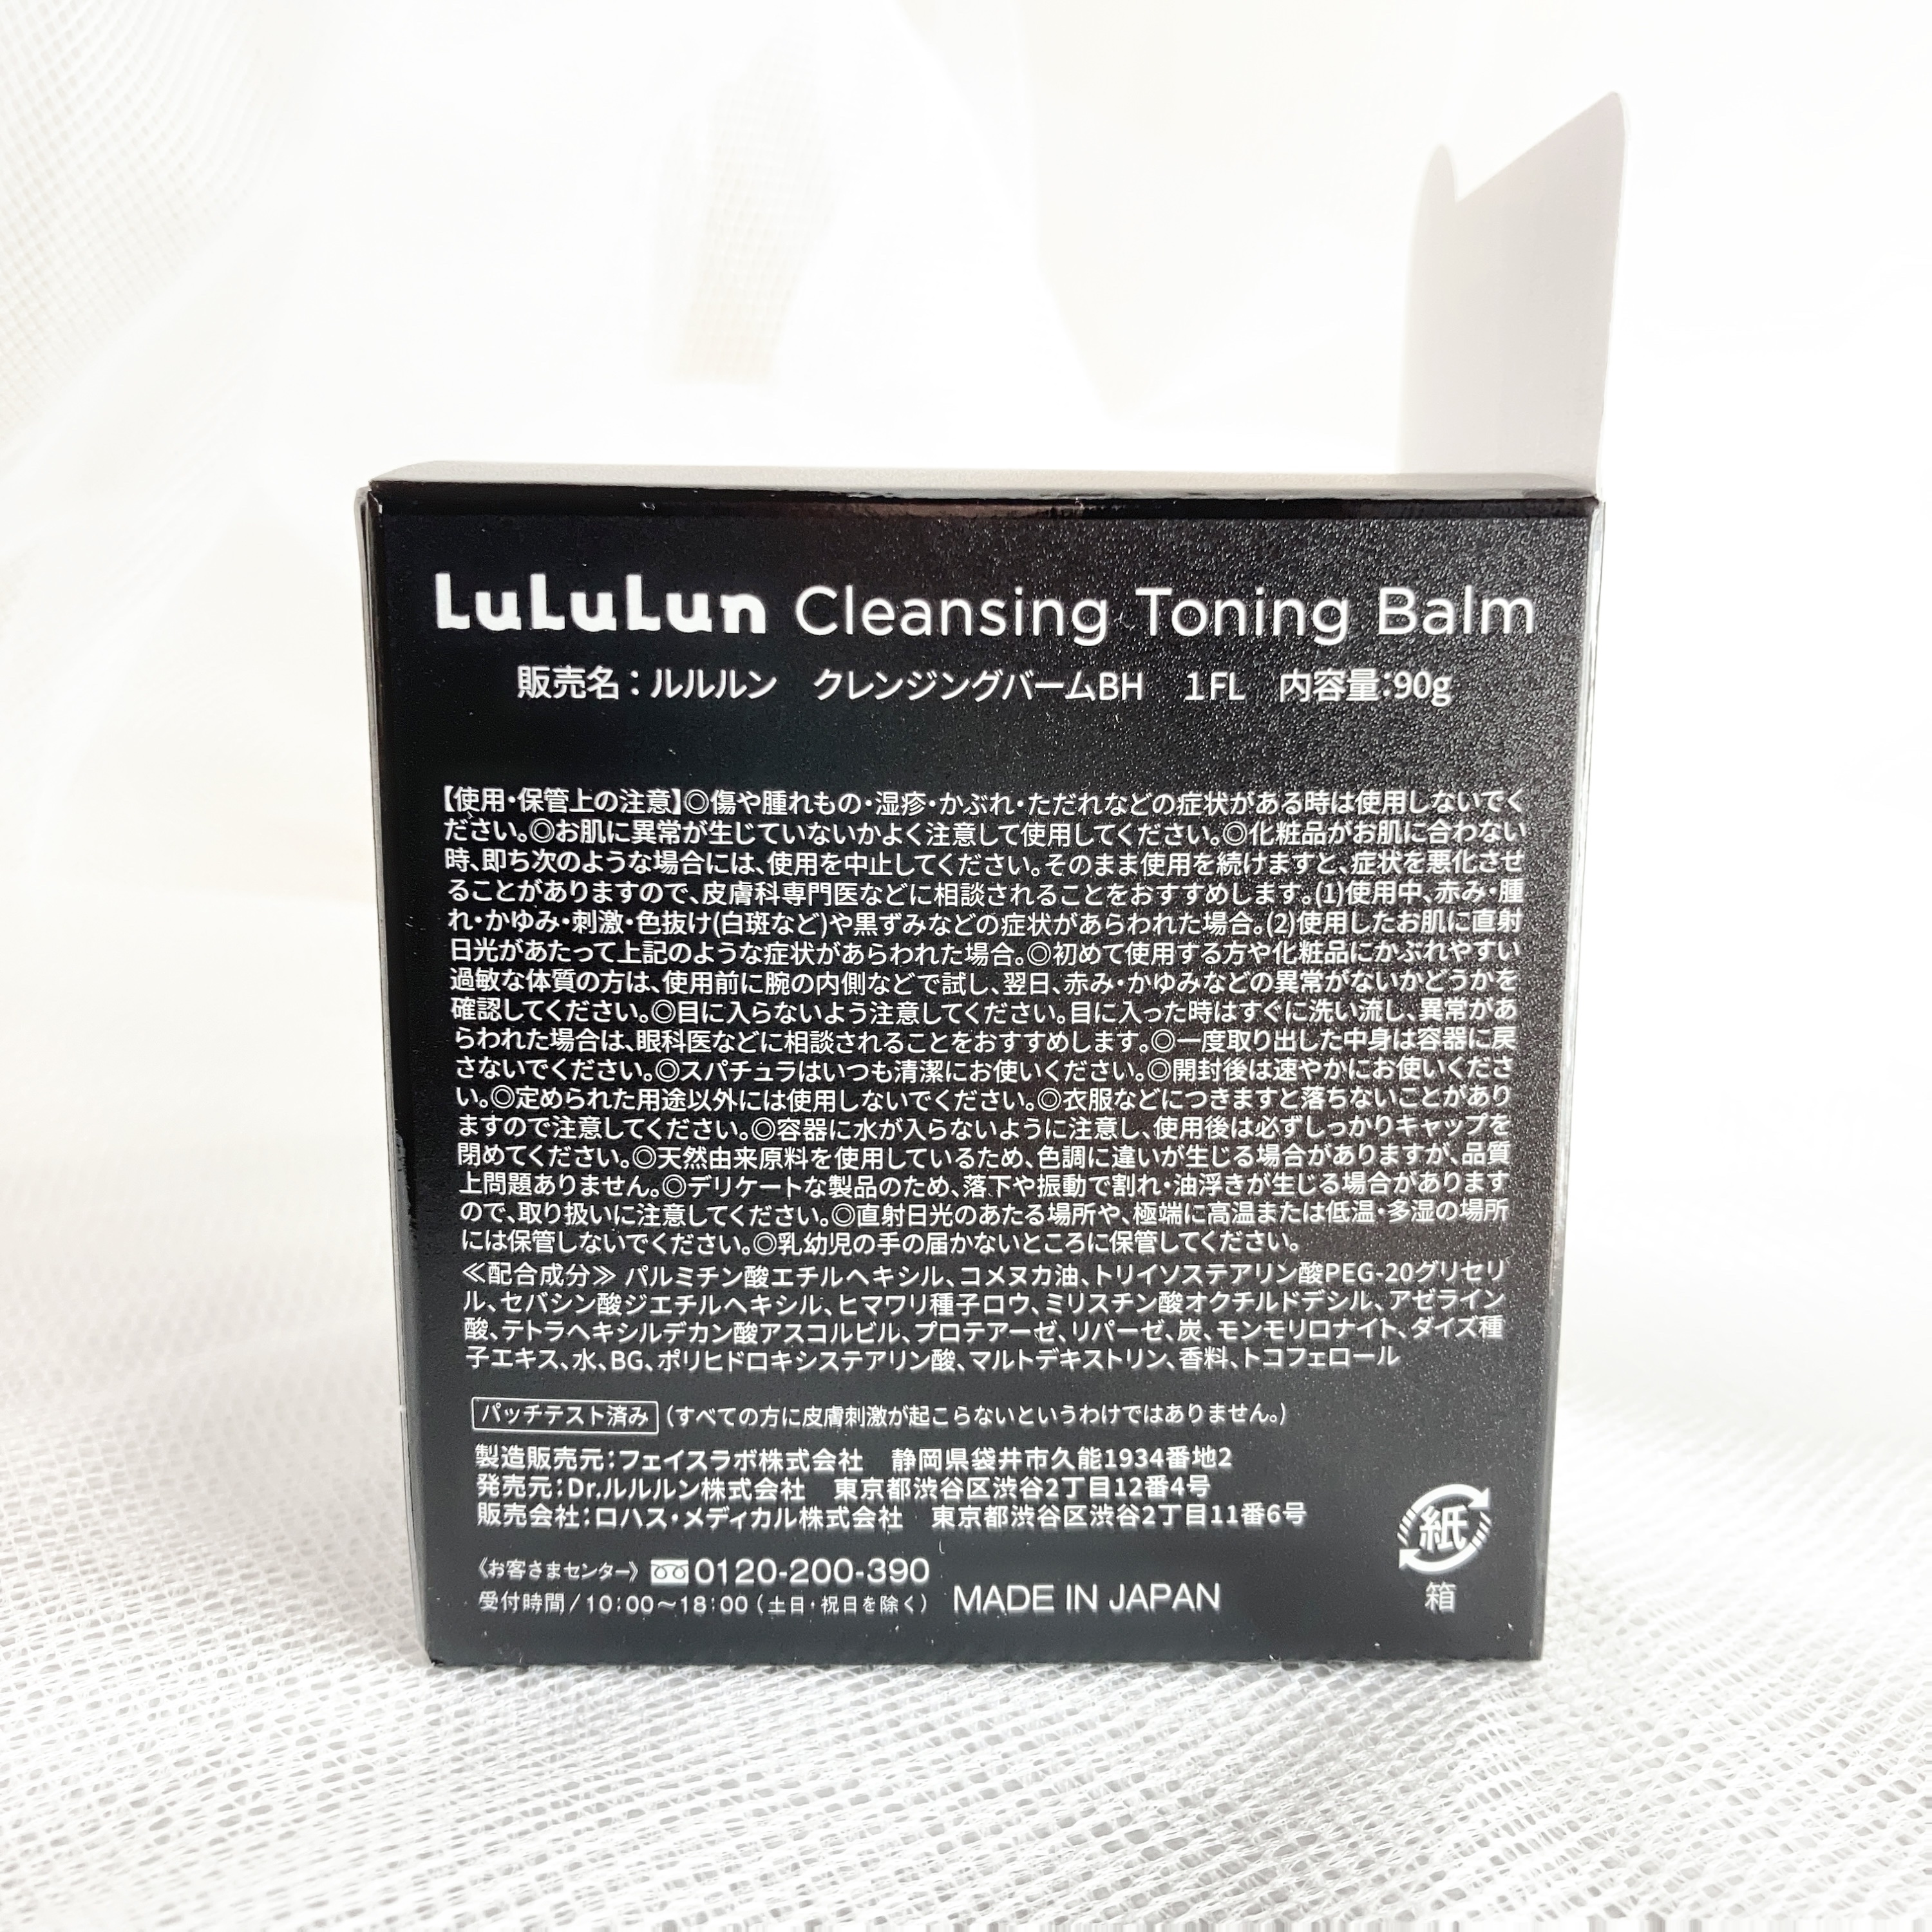 LuLuLun Cleansing Toning Balm
販売名：ルルルン　クレンジングバームBH　1FL　内容量：90g
【使用・保管上の注意】◎傷や腫れもの・湿疹・かぶれ・ただれなどの症状がある時は使用しないでく
ださい。◎お肌に異常が生じていないかよく注意して使用してください。◎化粧品がお肌に合わない
時、即ち次のような場合には、使用を中止してください。そのまま使用を続けますと、症状を悪化させ
ることがありますので、皮膚科専門医などに相談されることをおすすめします。(1)使用中、赤み・腫
れ・かゆみ・刺激・色抜け(白斑など)や黒ずみなどの症状があらわれた場合。(2)使用したお肌に直射
日光があたって上記のような症状があらわれた場合。◎初めて使用する方や化粧品にかぶれやすい
過敏な体質の方は、使用前に腕の内側などで試し、翌日、赤み・かゆみなどの異常がないかどうかを
確認してください。◎目に入らないよう注意してください。目に入った時はすぐに洗い流し、異常があ
らわれた場合は、眼科医などに相談されることをおすすめします。◎一度取り出した中身は容器に戻
さないでください。◎スパチュラはいつも清潔にお使いください。◎開封後は速やかにお使いくださ
い。◎定められた用途以外には使用しないでください。◎衣服などにつきますと落ちないことがあり
ますので注意してください。◎容器に水が入らないように注意し、使用後は必ずしっかりキャップを
閉めてください。◎天然由来原料を使用しているため、色調に違いが生じる場合がありますが、品質
上問題ありません。◎デリケートな製品のため、落下や振動で割れ・油浮きが生じる場合があります
ので、取り扱いに注意してください。◎直射日光のあたる場所や、極端に高温または低温・多湿の場所
には保管しないでください。◎乳幼児の手の届かないところに保管してください。
≪配合成分≫ パルミチン酸エチルヘキシル、コメヌカ油、トリイソステアリン酸PEG-20グリセリ
ル、セバシン酸ジエチルヘキシル、ヒマワリ種子ロウ、ミリスチン酸オクチルドデシル、アゼライン
酸、テトラヘキシルデカン酸アスコルビル、プロテアーゼ、リパーゼ、炭、モンモリロナイト、ダイズ種
子エキス、水、BG、ポリヒドロキシステアリン酸、マルトデキストリン、香料、トコフェロール
パッチテスト済み (すべての方に皮膚刺激が起こらないというわけではありません。)
製造販売元：フェイスラボ株式会社　静岡県袋井市久能1934番地2
発売元：Dr.ルルルン株式会社　東京都渋谷区渋谷2丁目12番4号
販売会社：ロハス・メディカル株式会社　東京都渋谷区渋谷2丁目11番6号
《お客さまセンター》0120-200-390
受付時間/10:00〜18:00 (土日・祝日を除く)
MADE IN JAPAN
紙
箱